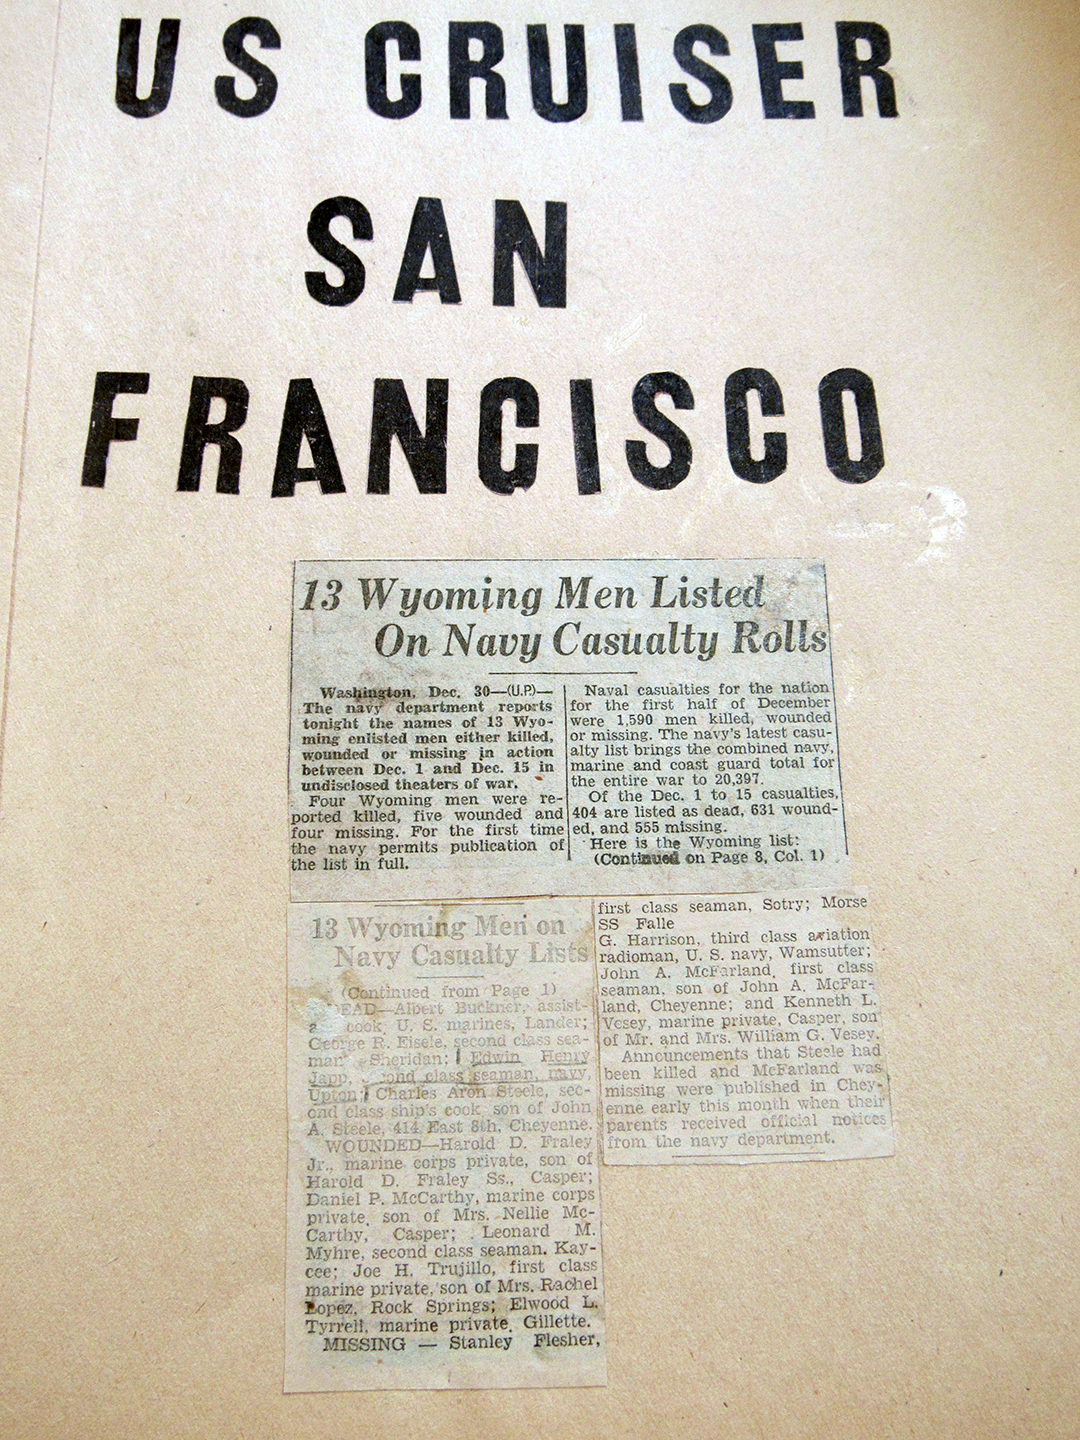 US CRUISER
SAN
FRANCISCO
13 Wyoming Men Listed
On Navy Casualty Rolls
Washington, Dec. 30—(U.P.)—
The navy department reports
tonight the names of 13 Wyo-
ming enlisted men either killed,
wounded or missing in action
between Dec. 1 and Dec. 15 in
undisclosed theaters of war.
Four Wyoming men were re-
ported killed, five wounded and
four missing. For the first time
the navy permits publication of
the list in full.
Naval casualties for the nation
for the first half of December
were 1,590 men killed, wounded
or missing. The navy's latest casu-
alty list brings the combined navy,
marine and coast guard total for
the entire war to 20,397.
Of the Dec. 1 to 15 casualties,
404 are listed as dead, 631 wound-
ed, and 555 missing.
Here is the Wyoming list:
(Continued on Page 8, Col. 1)
13 Wyoming Men on
Navy Casualty Lists
(Continued from Page 1)
EAD—Albert Buckner, assist-
a cook, U. S. marines, Lander;
George R. Eisele, second class sea-
man Sheridan; Edwin Henry
Japp, ond class seaman, navy,
Upton; Charles Aron Steele, sec-
ond class ship's cook son of John
A. Steele, 414 East 8th, Cheyenne.
WOUNDED—Harold D. Fraley
Jr., marine corps private, son of
Harold D. Fraley Ss., Casper;
Daniel P. McCarthy, marine corps
private, son of Mrs. Nellie Mc-
Carthy, Casper; Leonard M.
Myhre, second class seaman. Kay-
cee; Joe H. Trujillo, first class
marine private, son of Mrs. Rachel
Lopez, Rock Springs; Elwood L.
Tyrrell, marine private, Gillette.
MISSING — Stanley Flesher,
first class seaman, Sotry; Morse
SS Falle
G. Harrison, third class aviation
radioman, U. S. navy, Wamsutter;
John A. McFarland, first class
seaman, son of John A. McFar-
land, Cheyenne; and Kenneth L.
Vesey, marine private, Casper, son
of Mr. and Mrs. William G. Vesey.
Announcements that Steele had
been killed and McFarland was
missing were published in Chey-
enne early this month when their
parents received official notices
from the navy department.